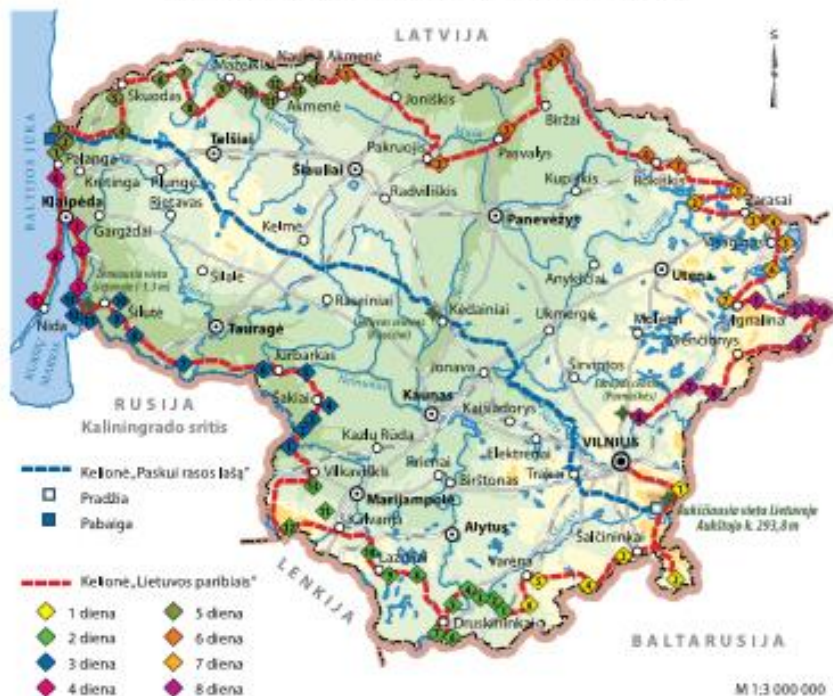 LATVIJA
BALTIJOS JŪRA
Skuodas
Mažeikiai
Naujoji Akmenė
Akmenė
Joniškis
Biržai
Palanga
Kretinga
Plungė
Telšiai
Šiauliai
Pakruojis
Pasvalys
Rokiškis
Kupiškis
Radviliškis
Zarasai
Klaipėda
Rietavas
Gargždai
Kelmė
Panevėžys
Visaginas
Anykščiai
Utena
Šilalė
Nida
Šilutė
Raseiniai
Kėdainiai
Ukmergė
Molėtai
Ignalina
Švenčionys
Tauragė
KURŠIŲ
MARIOS
Jurbarkas
Jonava
Širvintos
Šakiai
Kaunas
Kaišiadorys
RUSIJA
Kaliningrado sritis
Kazlų Rūda
Elektrėnai
VILNIUS
Vilkaviškis
Prienai
Birštonas
Trakai
Marijampolė
Aukščiausia vieta Lietuvoje
Aukštojo k. 293,8 m
Kalvarija
Alytus
Šalčininkai
LENKIJA
Lazdijai
Varėna
Druskininkai
BALTARUSIJA
Kelionė „Paskui rasos lašą“
Pradžia
Pabaiga
Kelionė „Lietuvos paribiais“
1 diena
2 diena
3 diena
4 diena
5 diena
6 diena
7 diena
8 diena
M 1:3 000 000